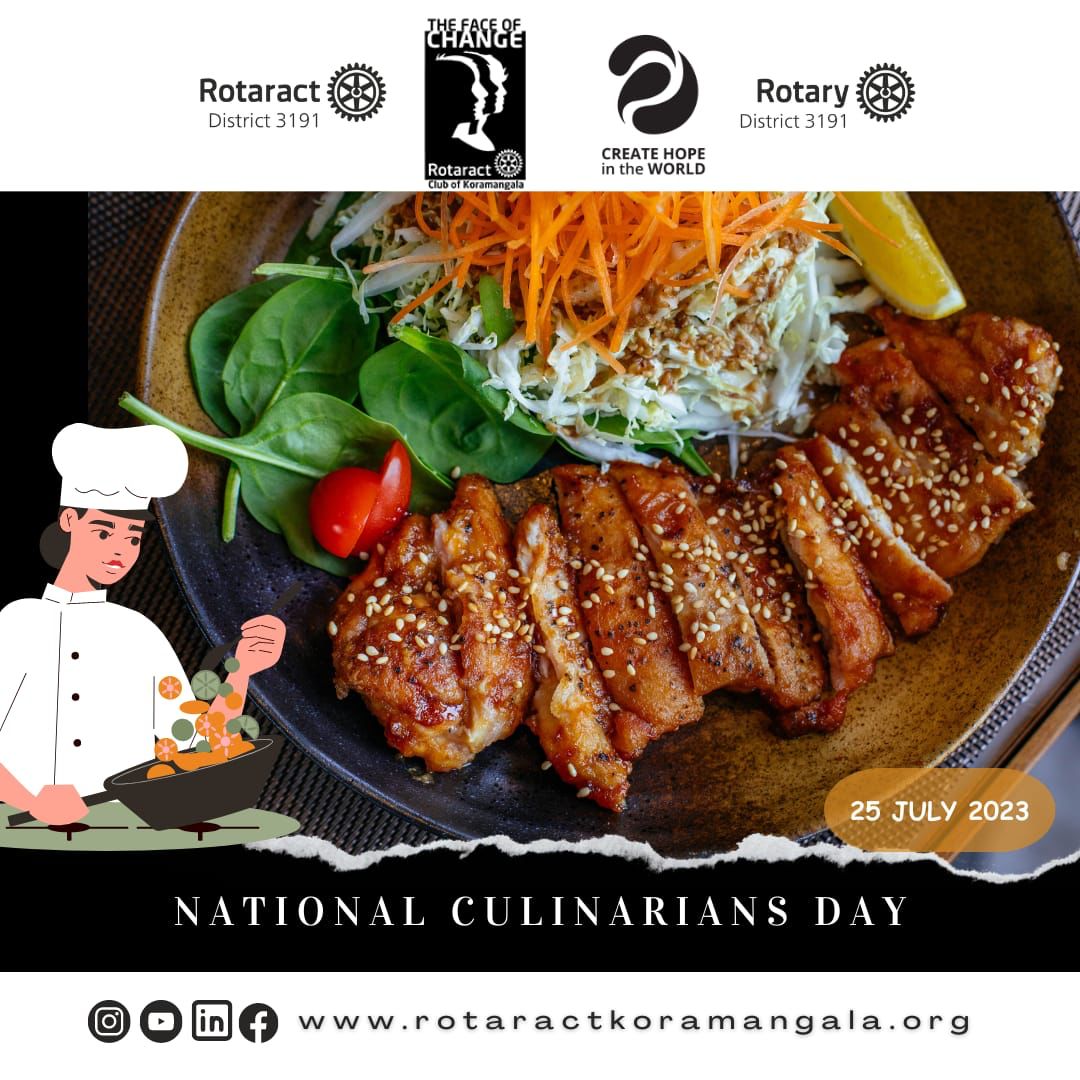 Rotaract
District 3191
THE FACE OF
CHANGE
Rotaract
Club of Koramangala
CREATE HOPE
in the WORLD
Rotary
District 3191
25 JULY 2023
NATIONAL CULINARIANS DAY
www.rotaractkoramangala.org